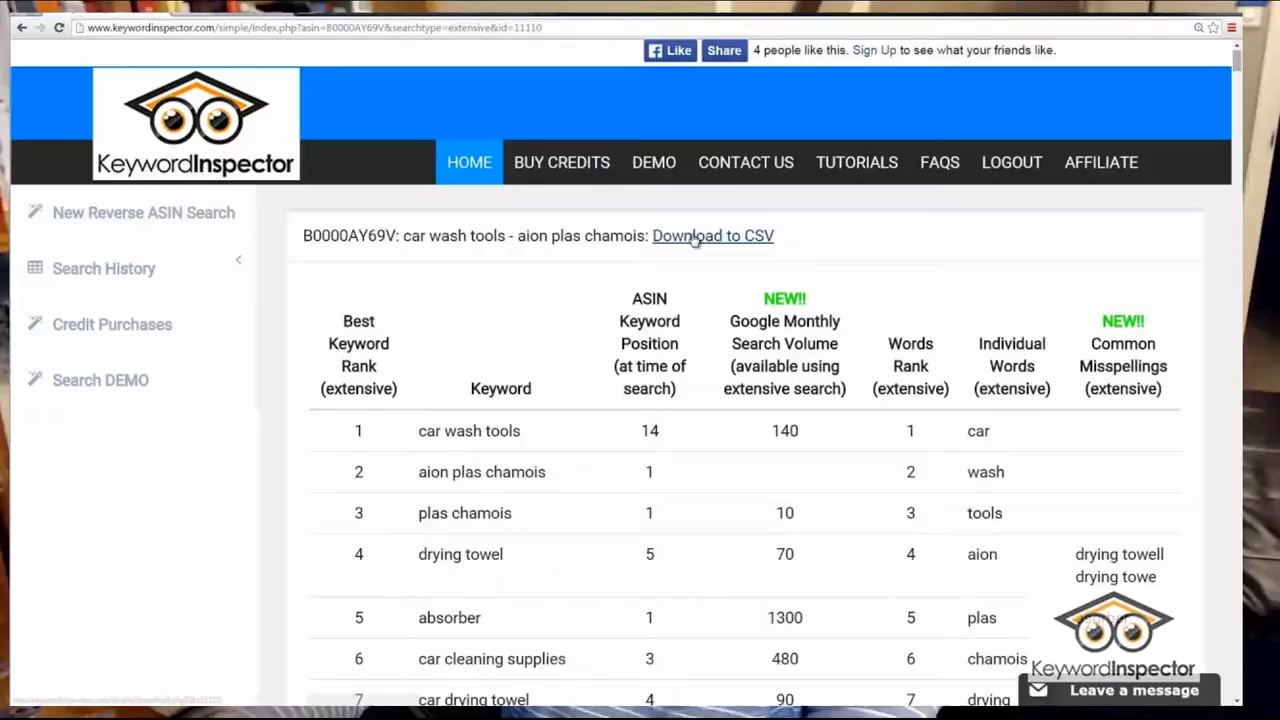 www.keywordinspector.com/simple/index.php?asin=B0000AY69V&searchtype=extensive&id=11110
Like Share 4 people like this. Sign Up to see what your friends like.
KeywordInspector
HOME BUY CREDITS DEMO CONTACT US TUTORIALS FAQS LOGOUT AFFILIATE
New Reverse ASIN Search
Search History
Credit Purchases
Search DEMO
B0000AY69V: car wash tools - aion plas chamois: Download to CSV
Best Keyword Rank (extensive)
Keyword
ASIN Keyword Position (at time of search)
NEW!! Google Monthly Search Volume (available using extensive search)
Words Rank (extensive)
Individual Words (extensive)
NEW!! Common Misspellings (extensive)
1 car wash tools 14 140 1 car
2 aion plas chamois 1 2 wash
3 plas chamois 1 10 3 tools
4 drying towel 5 70 4 aion drying towell
drying towe
5 absorber 1 1300 5 plas
6 car cleaning supplies 3 480 6 chamois
7 car drying towel 4 90 7 drying
KeywordInspector
Leave a message